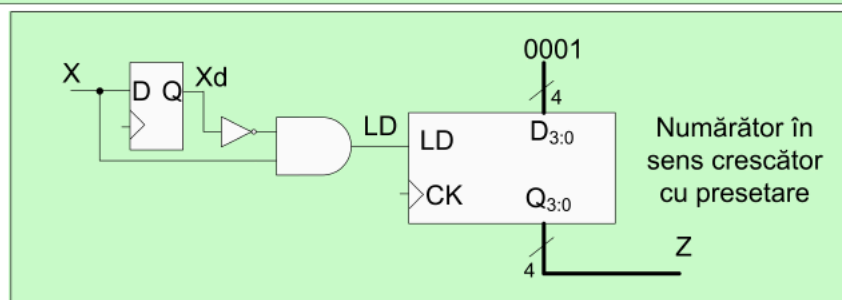 0001
X
Xd
D Q
4
LD
LD
D3:0
Numărător în
sens crescător
cu presetare
CK
Q3:0
Z
4